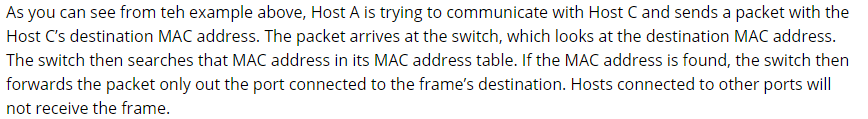 As you can see from teh example above, Host A is trying to communicate with Host C and sends a packet with the
Host C’s destination MAC address. The packet arrives at the switch, which looks at the destination MAC address.
The switch then searches that MAC address in its MAC address table. If the MAC address is found, the switch then
forwards the packet only out the port connected to the frame’s destination. Hosts connected to other ports will
not receive the frame.